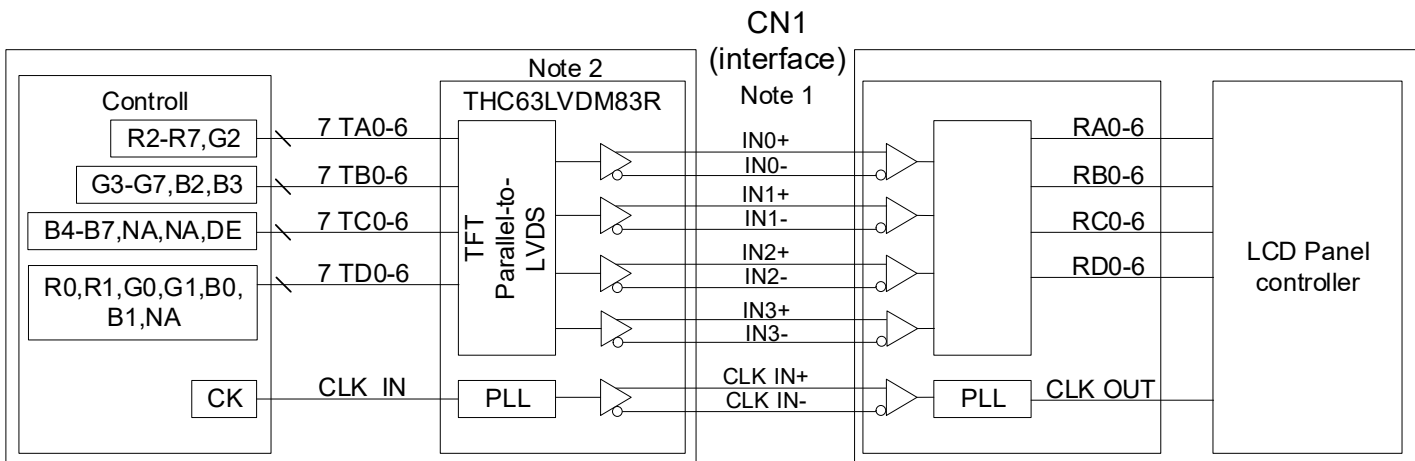 CN1
(interface)
Note 1
Note 2
Controll
THC63LVDM83R
R2-R7,G2
7 TA0-6
G3-G7,B2,B3
7 TB0-6
B4-B7,NA,NA,DE
7 TC0-6
R0,R1,G0,G1,B0,
B1,NA
7 TD0-6
CK
CLK IN
TFT
Parallel-to-
LVDS
PLL
IN0+
IN0-
IN1+
IN1-
IN2+
IN2-
IN3+
IN3-
CLK IN+
CLK IN-
PLL
RA0-6
RB0-6
RC0-6
RD0-6
CLK OUT
LCD Panel
controller